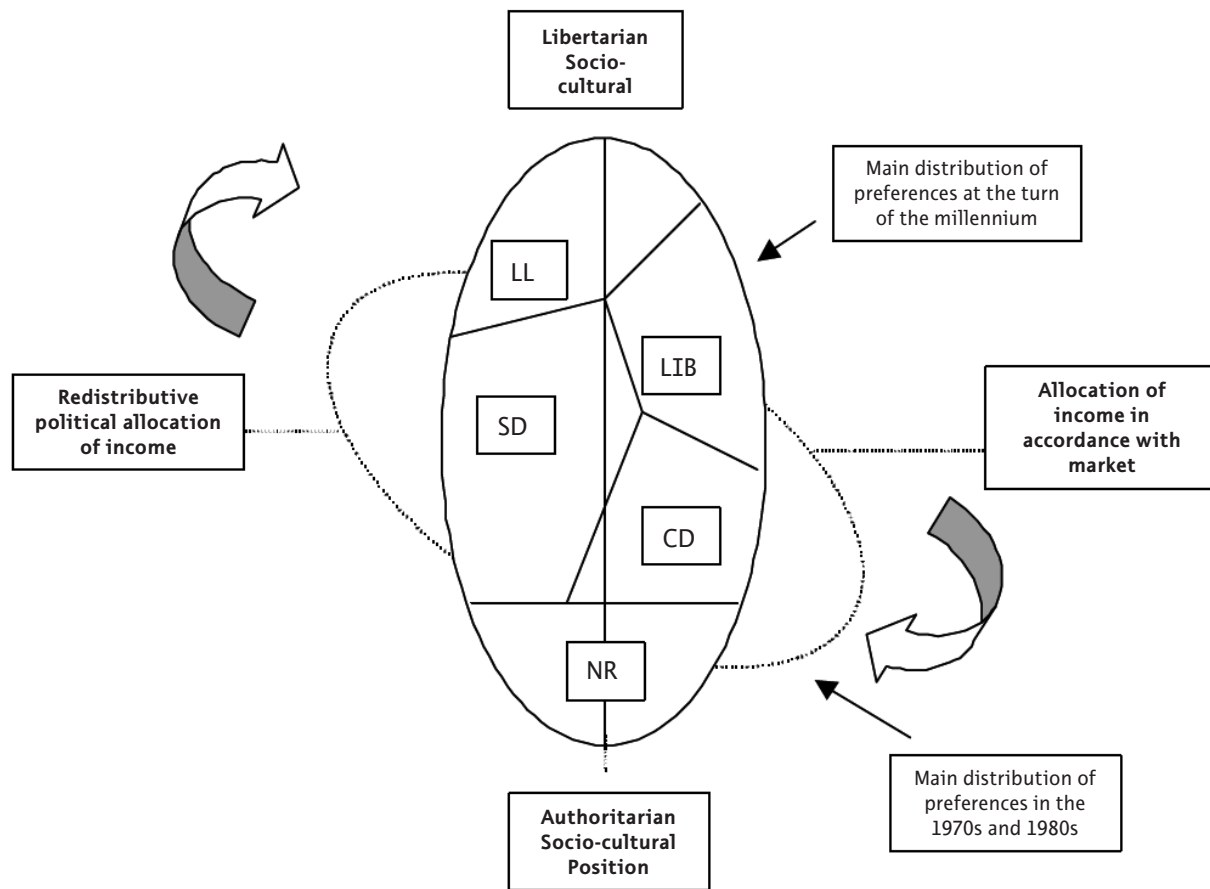 Libertarian
Socio-
cultural
Main distribution of
preferences at the turn
of the millennium
LL
LIB
Redistributive
political allocation
of income
SD
Allocation of
income in
accordance with
market
CD
NR
Main distribution of
preferences in the
1970s and 1980s
Authoritarian
Socio-cultural
Position